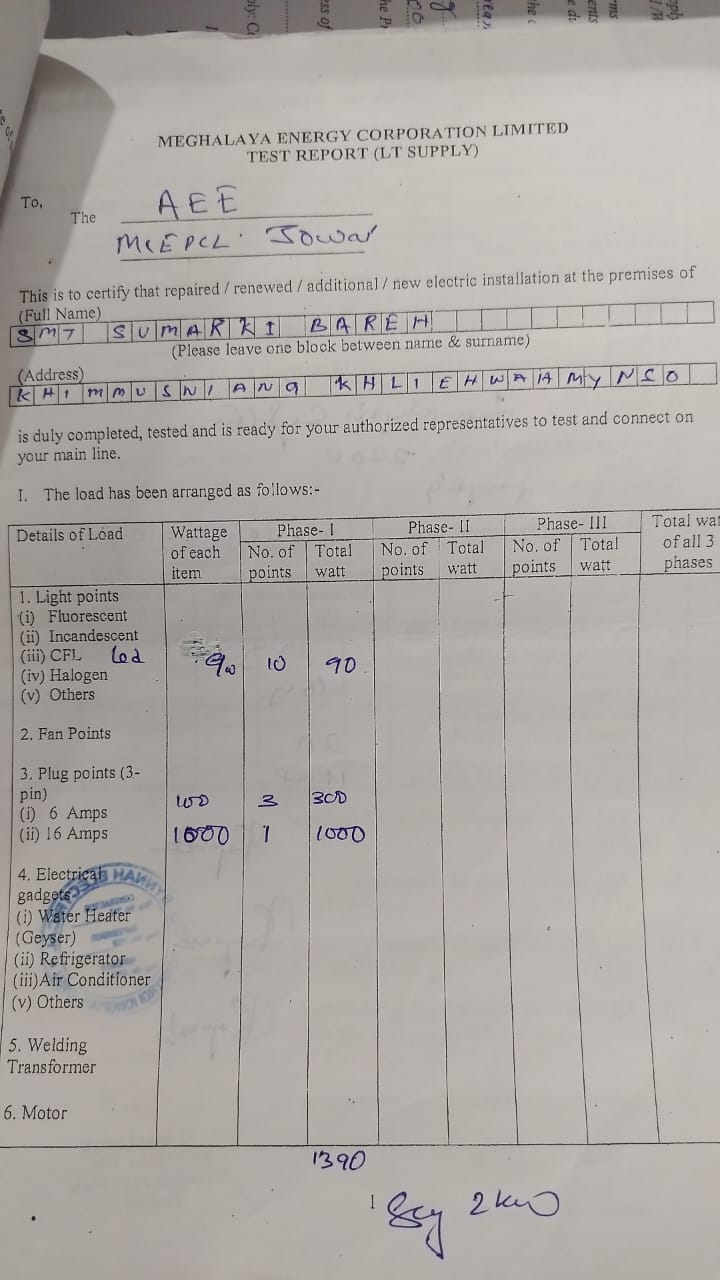 MEGHALAYA ENERGY CORPORATION LIMITED
TEST REPORT (LT SUPPLY)
To,
The AEE
MeEPCL. Jowai
This is to certify that repaired / renewed / additional / new electric installation at the premises of
(Full Name)
SMT SUMARKI BAREH
(Please leave one block between name & surname)
(Address)
KHIMMUSNIANG KHLIEHWAIAMYNSO
is duly completed, tested and is ready for your authorized representatives to test and connect on
your main line.
I. The load has been arranged as follows:-
Details of Load Wattage of each item Phase- I Phase- II Phase- III Total wat of all 3 phases
No. of points Total watt No. of points Total watt No. of points Total watt
1. Light points
(i) Fluorescent
(ii) Incandescent
(iii) CFL Led 9w 10 90
(iv) Halogen
(v) Others
2. Fan Points
3. Plug points (3-
pin)
(i) 6 Amps 100 3 300
(ii) 16 Amps 1000 1 1000
4. Electrical
gadgets
(i) Water Heater
(Geyser)
(ii) Refrigerator
(iii)Air Conditioner
(v) Others
5. Welding
Transformer
6. Motor
1390
1
Say 2 kw